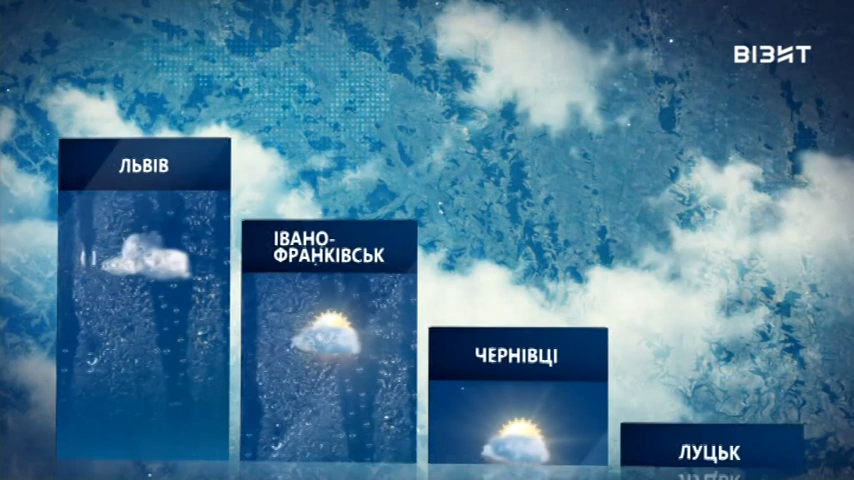 ВІЗИТ
ЛЬВІВ
ІВАНО-
ФРАНКІВСЬК
ЧЕРНІВЦІ
ЛУЦЬК